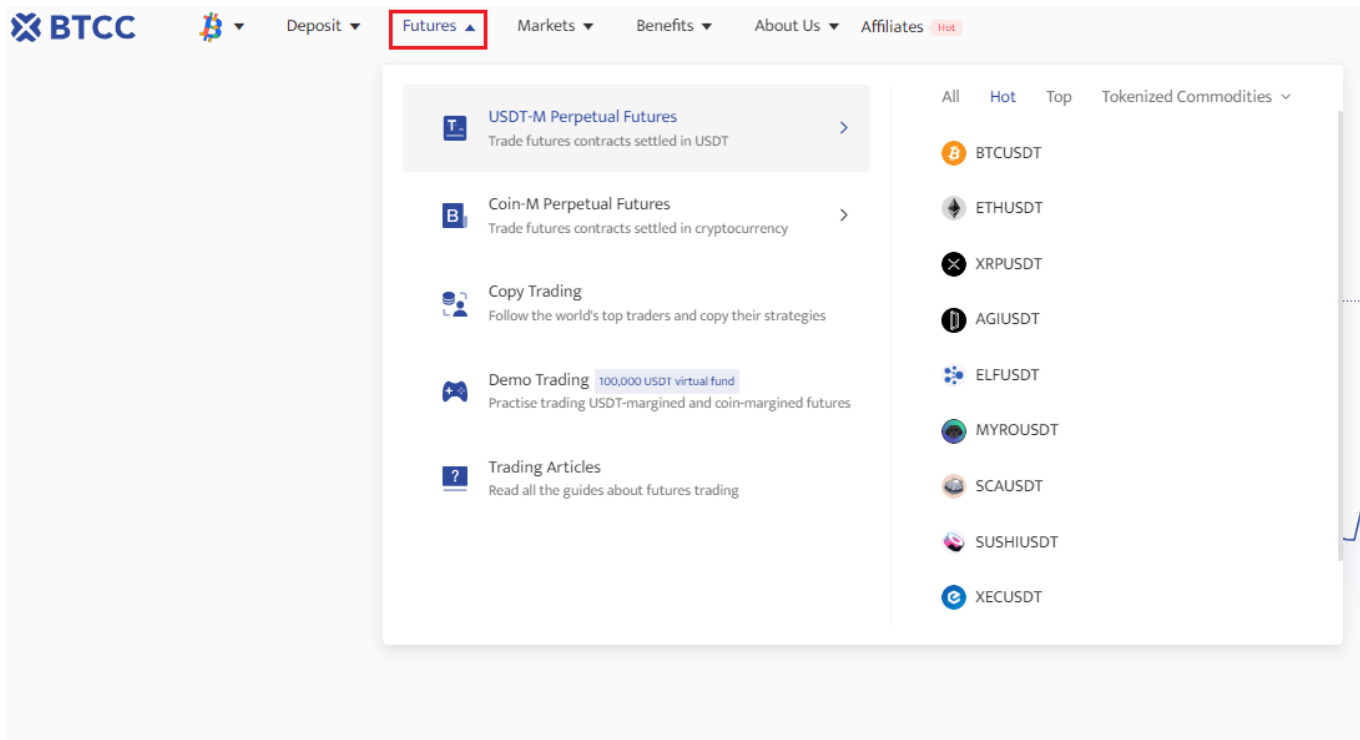 BTCC
Deposit
Futures
Markets
Benefits
About Us
Affiliates
Hot
USDT-M Perpetual Futures
Trade futures contracts settled in USDT
Coin-M Perpetual Futures
Trade futures contracts settled in cryptocurrency
Copy Trading
Follow the world's top traders and copy their strategies
Demo Trading 100,000 USDT virtual fund
Practise trading USDT-margined and coin-margined futures
Trading Articles
Read all the guides about futures trading
All Hot Top Tokenized Commodities
BTCUSDT
ETHUSDT
XRPUSDT
AGIUSDT
ELFUSDT
MYROUSDT
SCAUSDT
SUSHIUSDT
XECUSDT